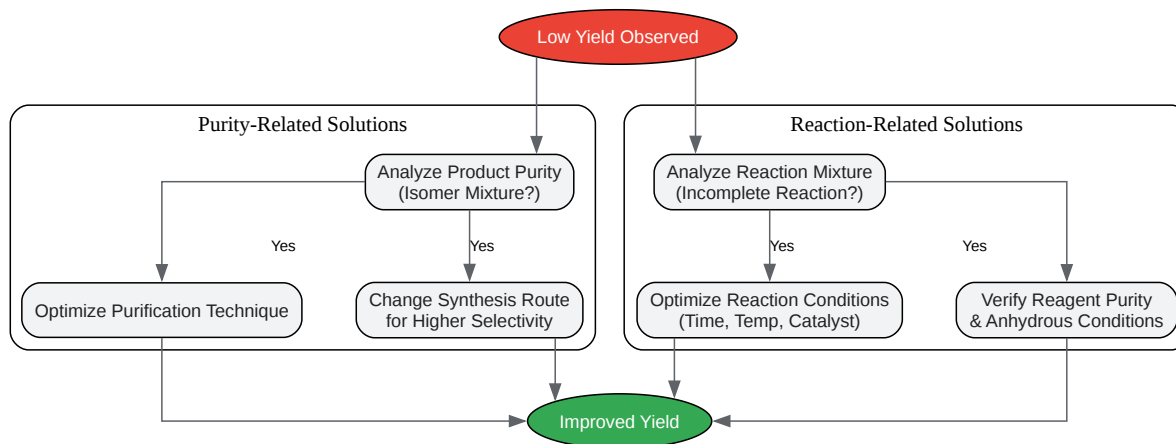 Low Yield Observed
Purity-Related Solutions
Reaction-Related Solutions
Analyze Product Purity
(Isomer Mixture?)
Analyze Reaction Mixture
(Incomplete Reaction?)
Yes
Yes
Yes
Yes
Optimize Purification Technique
Change Synthesis Route
for Higher Selectivity
Optimize Reaction Conditions
(Time, Temp, Catalyst)
Verify Reagent Purity
& Anhydrous Conditions
Improved Yield